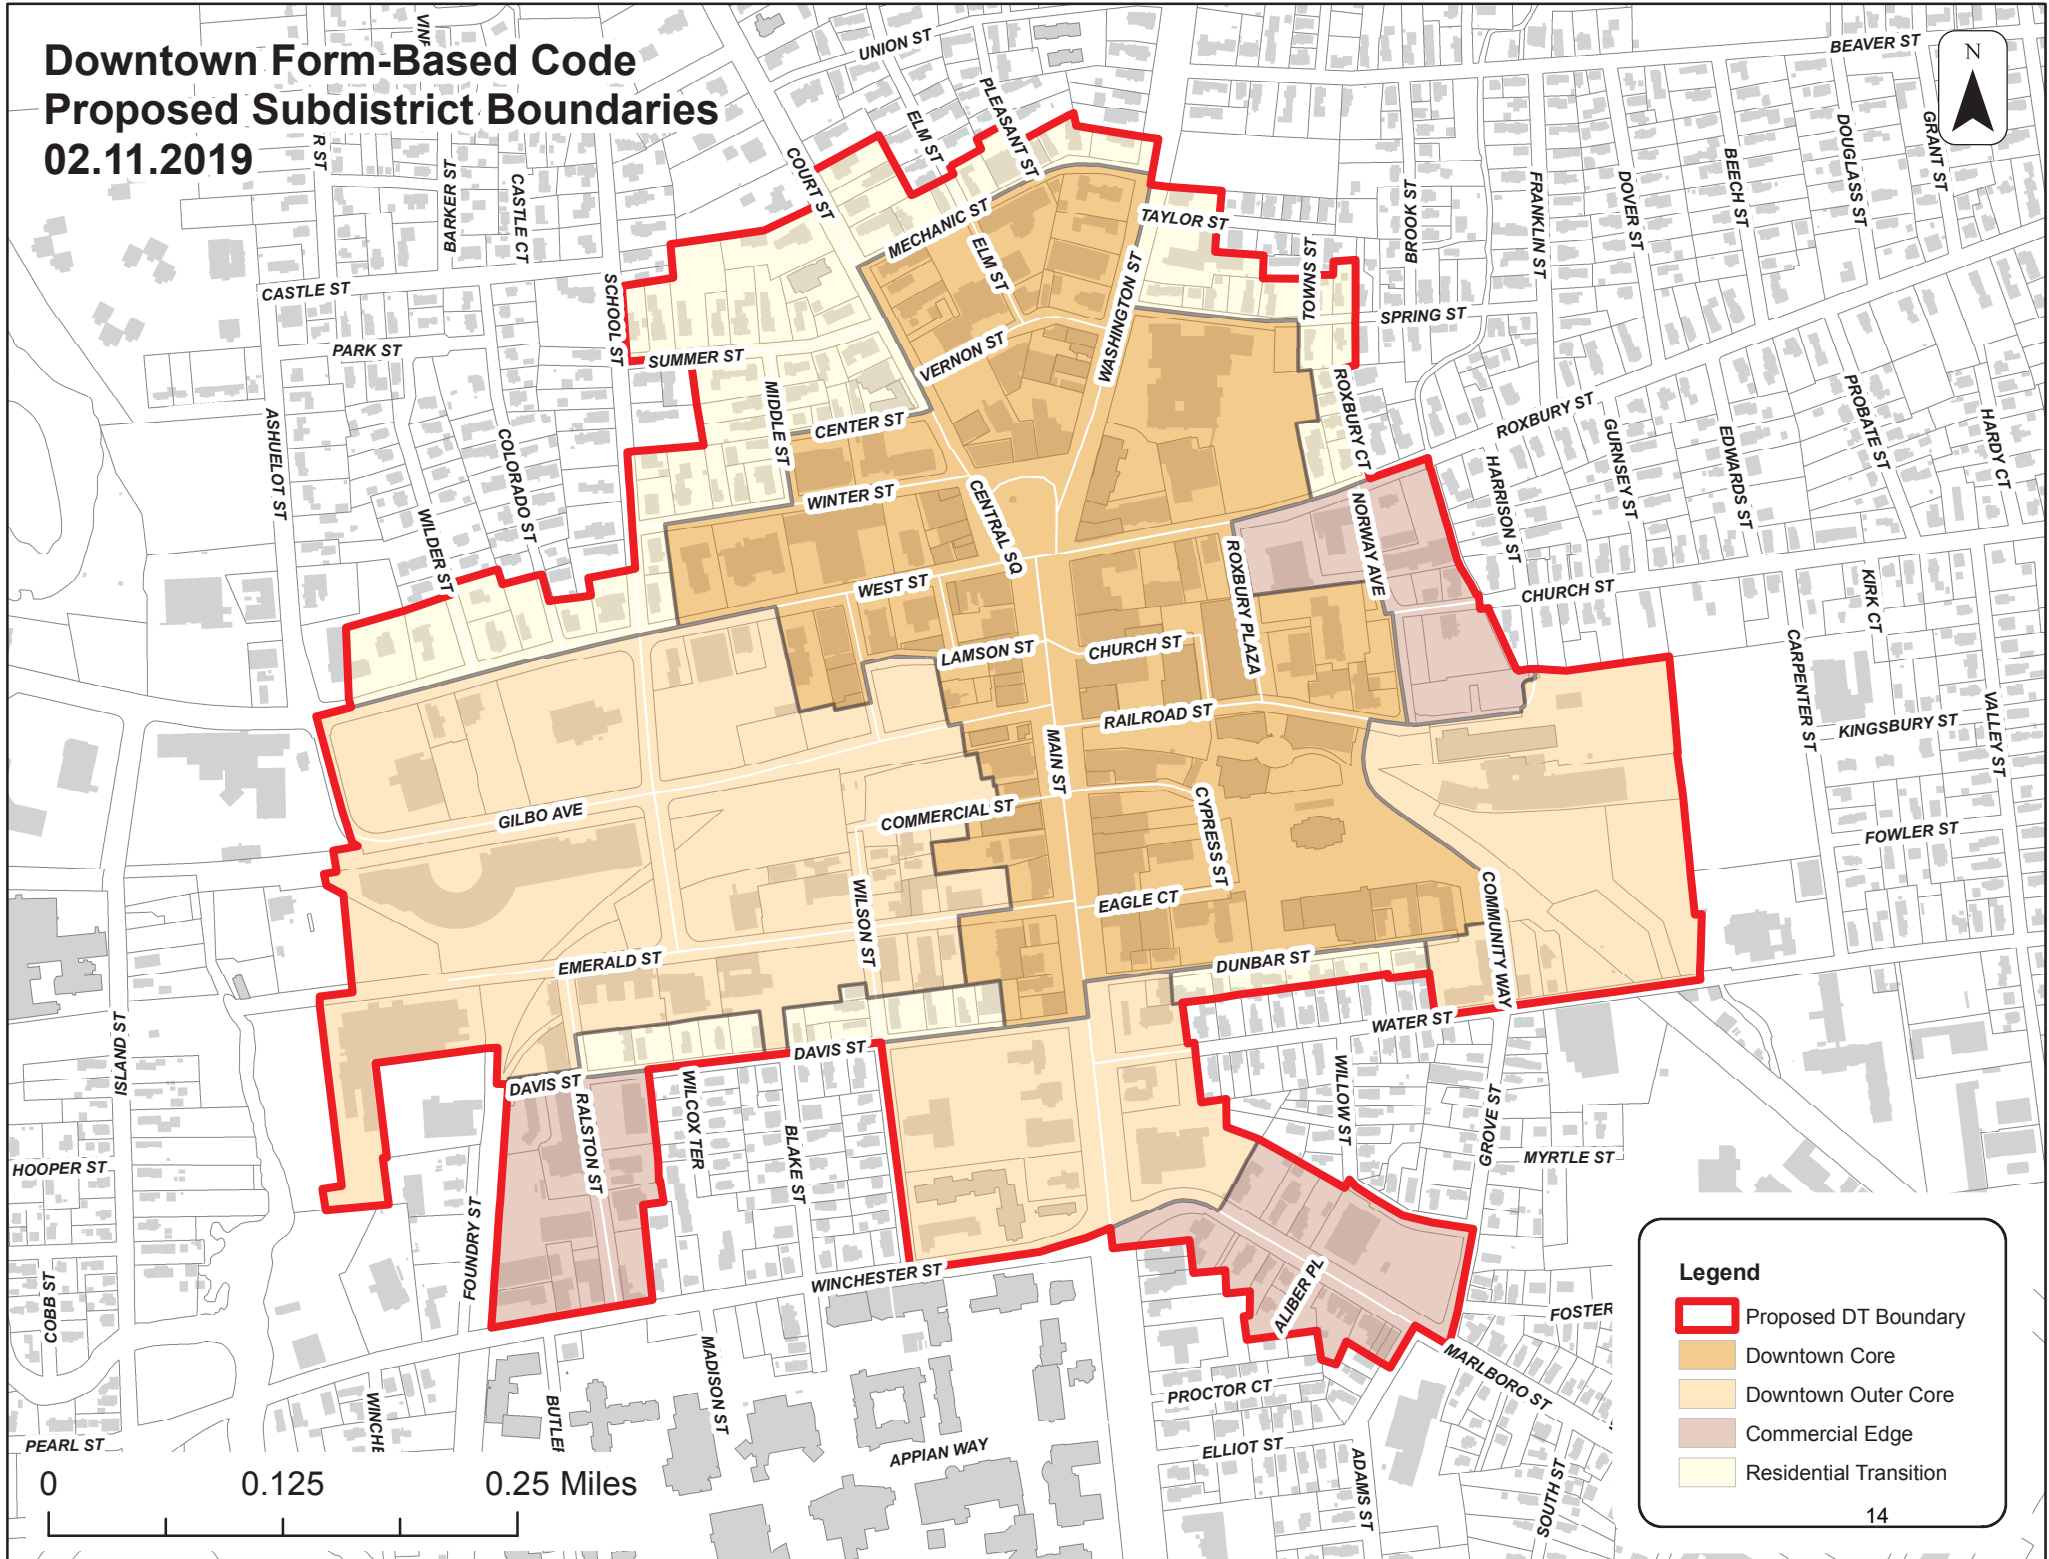 Downtown Form-Based Code
Proposed Subdistrict Boundaries
02.11.2019
N
UNION ST
BEAVER ST
ELM ST
PLEASANT ST
R ST
BARKER ST
CASTLE CT
COURT ST
MECHANIC ST
ELM ST
TAYLOR ST
TOWNS ST
BROOK ST
FRANKLIN ST
DOVER ST
BEECH ST
DOUGLASS ST
GRANT ST
CASTLE ST
SCHOOL ST
PARK ST
SUMMER ST
VERNON ST
WASHINGTON ST
SPRING ST
MIDDLE ST
CENTER ST
ROXBURY CT
ROXBURY ST
PROBATE ST
HARDY CT
ASHUELOT ST
COLORADO ST
WILDER ST
WINTER ST
CENTRAL SQ
NORWAY AVE
HARRISON ST
GURNSEY ST
EDWARDS ST
WEST ST
ROXBURY PLAZA
CHURCH ST
KIRK CT
LAMSON ST
CHURCH ST
CARPENTER ST
VALLEY ST
KINGSBURY ST
RAILROAD ST
MAIN ST
GILBO AVE
COMMERCIAL ST
CYPRESS ST
FOWLER ST
WILSON ST
EAGLE CT
COMMUNITY WAY
EMERALD ST
DUNBAR ST
WATER ST
ISLAND ST
DAVIS ST
DAVIS ST
RALSTON ST
WILCOX TER
BLAKE ST
WILLOW ST
GROVE ST
MYRTLE ST
HOOPER ST
FOUNDRY ST
COBB ST
WINCHESTER ST
ALIBER PL
FOSTER
MARLBORO ST
MADISON ST
BUTLER
WINCHE
PROCTOR CT
PEARL ST
APPIAN WAY
ELLIOT ST
ADAMS ST
SOUTH ST
0 0.125 0.25 Miles
Legend
Proposed DT Boundary
Downtown Core
Downtown Outer Core
Commercial Edge
Residential Transition
14